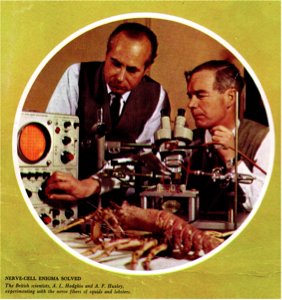 NERVE-CELL ENIGMA SOLVED
The British scientists, A. L. Hodgkin and A. F. Huxley,
experimenting with the nerve fibres of squids and lobsters.